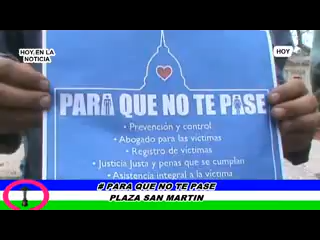 HOY EN LA
NOTICIA
HOY
PARA QUE NO TE PASE
• Prevención y control
• Abogado para las víctimas
• Registro de víctimas
• Justicia justa y penas que se cumplan
• Asistencia integral a la víctima
# PARA QUE NO TE PASE
PLAZA SAN MARTIN